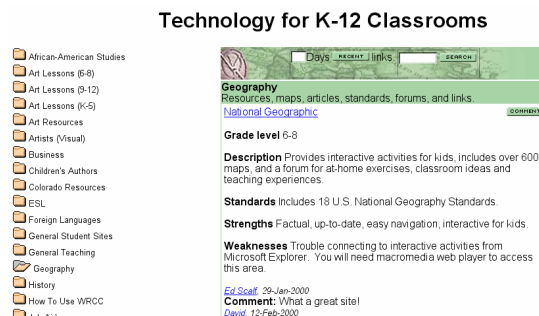 Technology for K-12 Classrooms
African-American Studies
Art Lessons (6-8)
Art Lessons (9-12)
Art Lessons (K-5)
Art Resources
Artists (Visual)
Business
Children's Authors
Colorado Resources
ESL
Foreign Languages
General Student Sites
General Teaching
Geography
History
How To Use WRCC
Days RECENT links. SEARCH
Geography
Resources, maps, articles, standards, forums, and links.
National Geographic COMMENT
Grade level 6-8
Description Provides interactive activities for kids, includes over 600
maps, and a forum for at-home exercises, classroom ideas and
teaching experiences.
Standards Includes 18 U.S. National Geography Standards.
Strengths Factual, up-to-date, easy navigation, interactive for kids.
Weaknesses Trouble connecting to interactive activities from
Microsoft Explorer. You will need macromedia web player to access
this area.
Ed Scaff, 29-Jan-2000
Comment: What a great site!
David, 12-Feb-2000